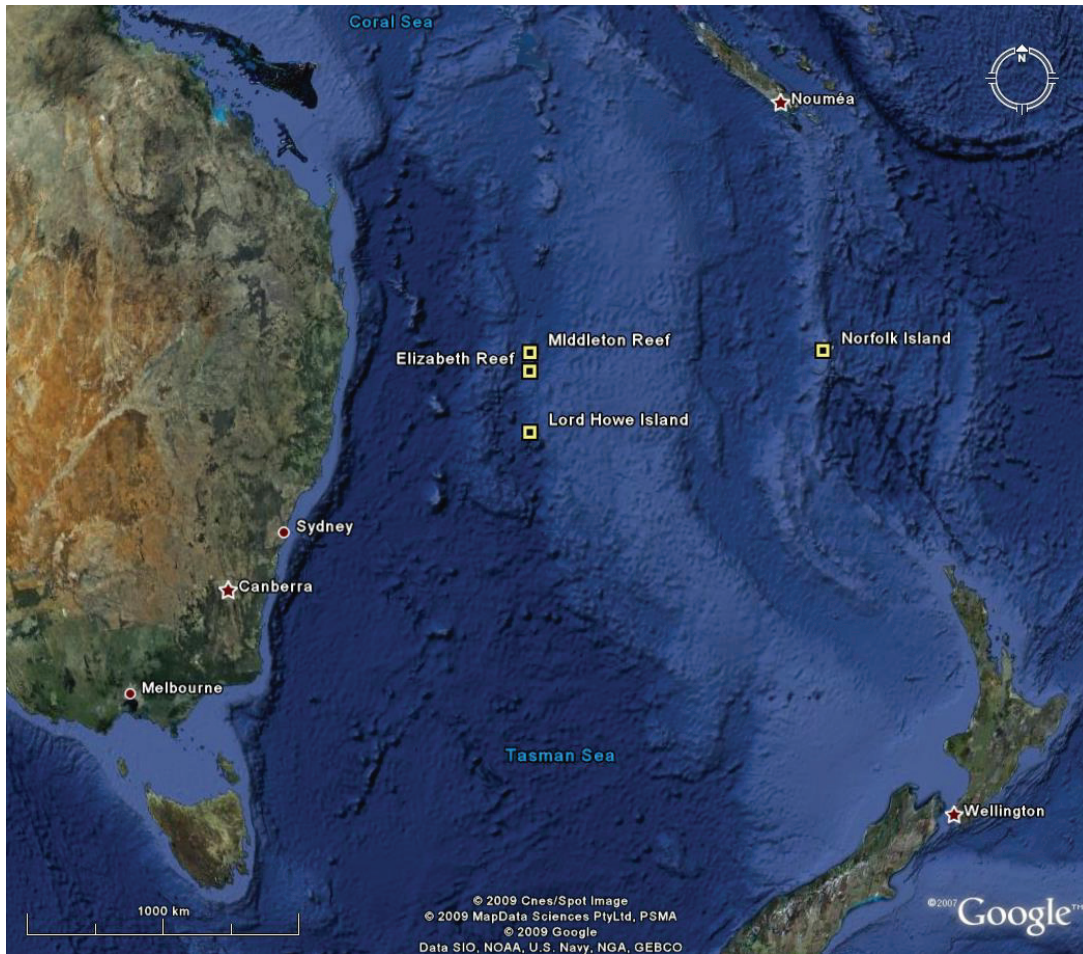 Coral Sea
N
Nouméa
MIddleton Reef
Norfolk Island
Elizabeth Reef
Lord Howe Island
Sydney
Canberra
Melbourne
Tasman Sea
Wellington
1000 km
© 2009 Cnes/Spot Image
© 2009 MapData Sciences PtyLtd, PSMA
© 2009 Google
Data SIO, NOAA, U.S. Navy, NGA, GEBCO
©2007 Google™